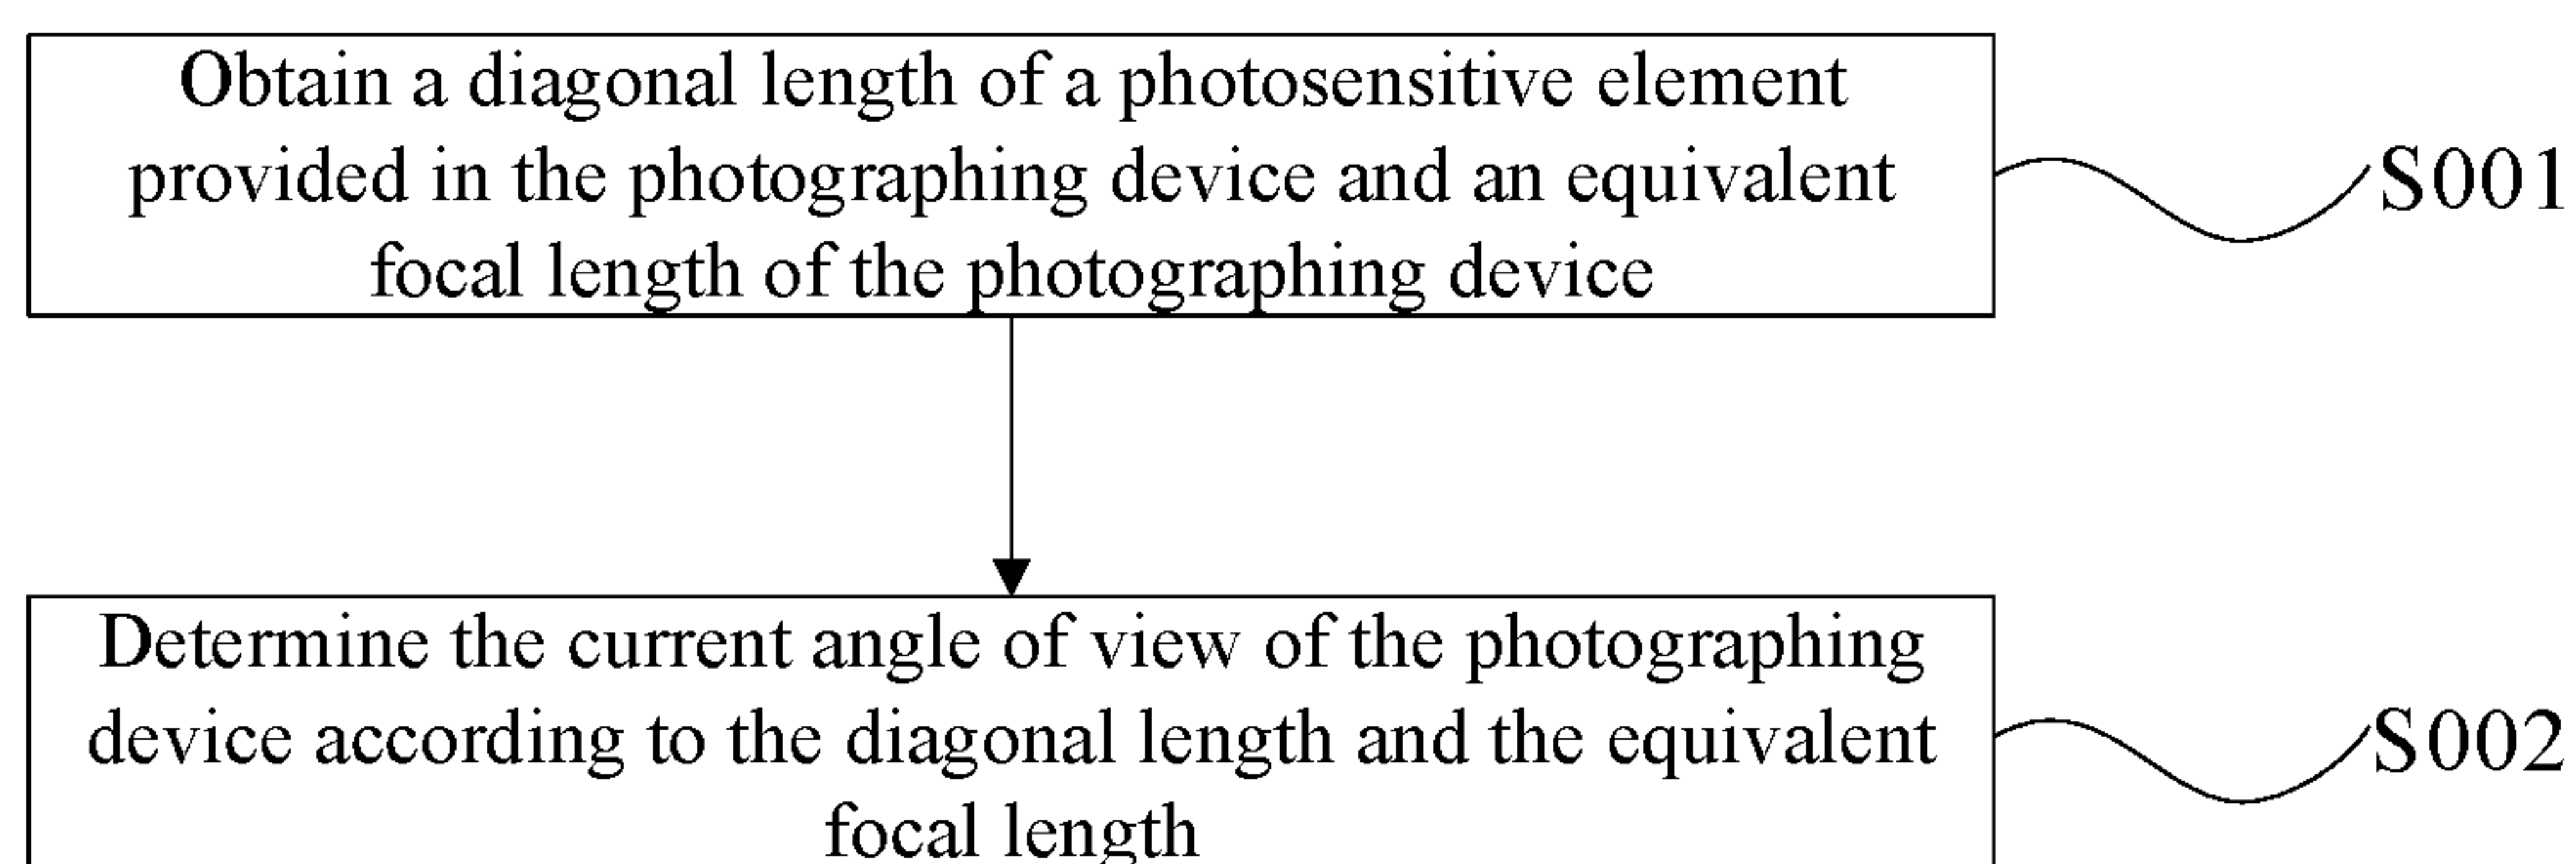 Obtain a diagonal length of a photosensitive element
provided in the photographing device and an equivalent
focal length of the photographing device
S001
Determine the current angle of view of the photographing
device according to the diagonal length and the equivalent
focal length
S002